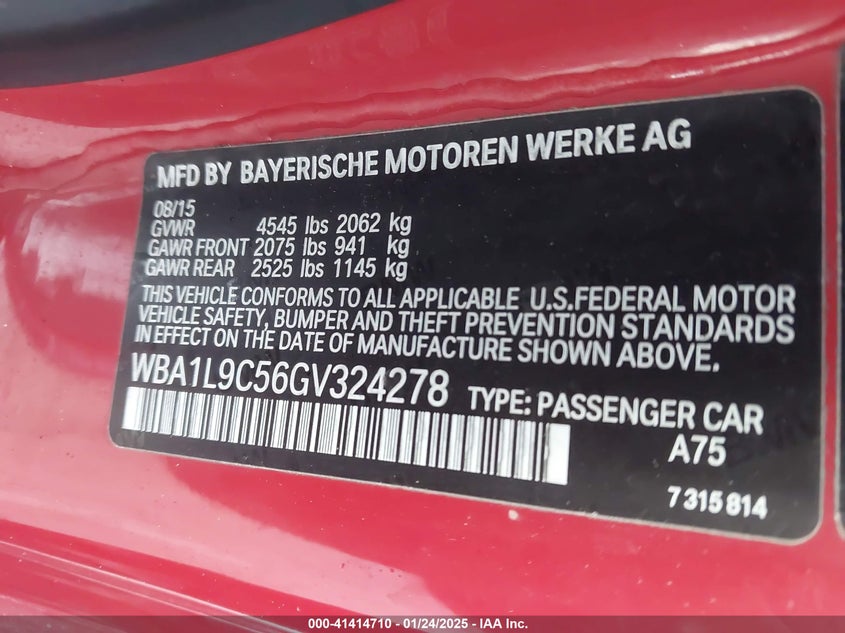 MFD BY BAYERISCHE MOTOREN WERKE AG
08/15
GVWR 4545 lbs 2062 kg
GAWR FRONT 2075 lbs 941 kg
GAWR REAR 2525 lbs 1145 kg
THIS VEHICLE CONFORMS TO ALL APPLICABLE U.S.FEDERAL MOTOR
VEHICLE SAFETY, BUMPER AND THEFT PREVENTION STANDARDS
IN EFFECT ON THE DATE OF MANUFACTURE SHOWN ABOVE.
WBA1L9C56GV324278 TYPE: PASSENGER CAR
A75
7 315 814
000-41414710 - 01/24/2025 - IAA Inc.